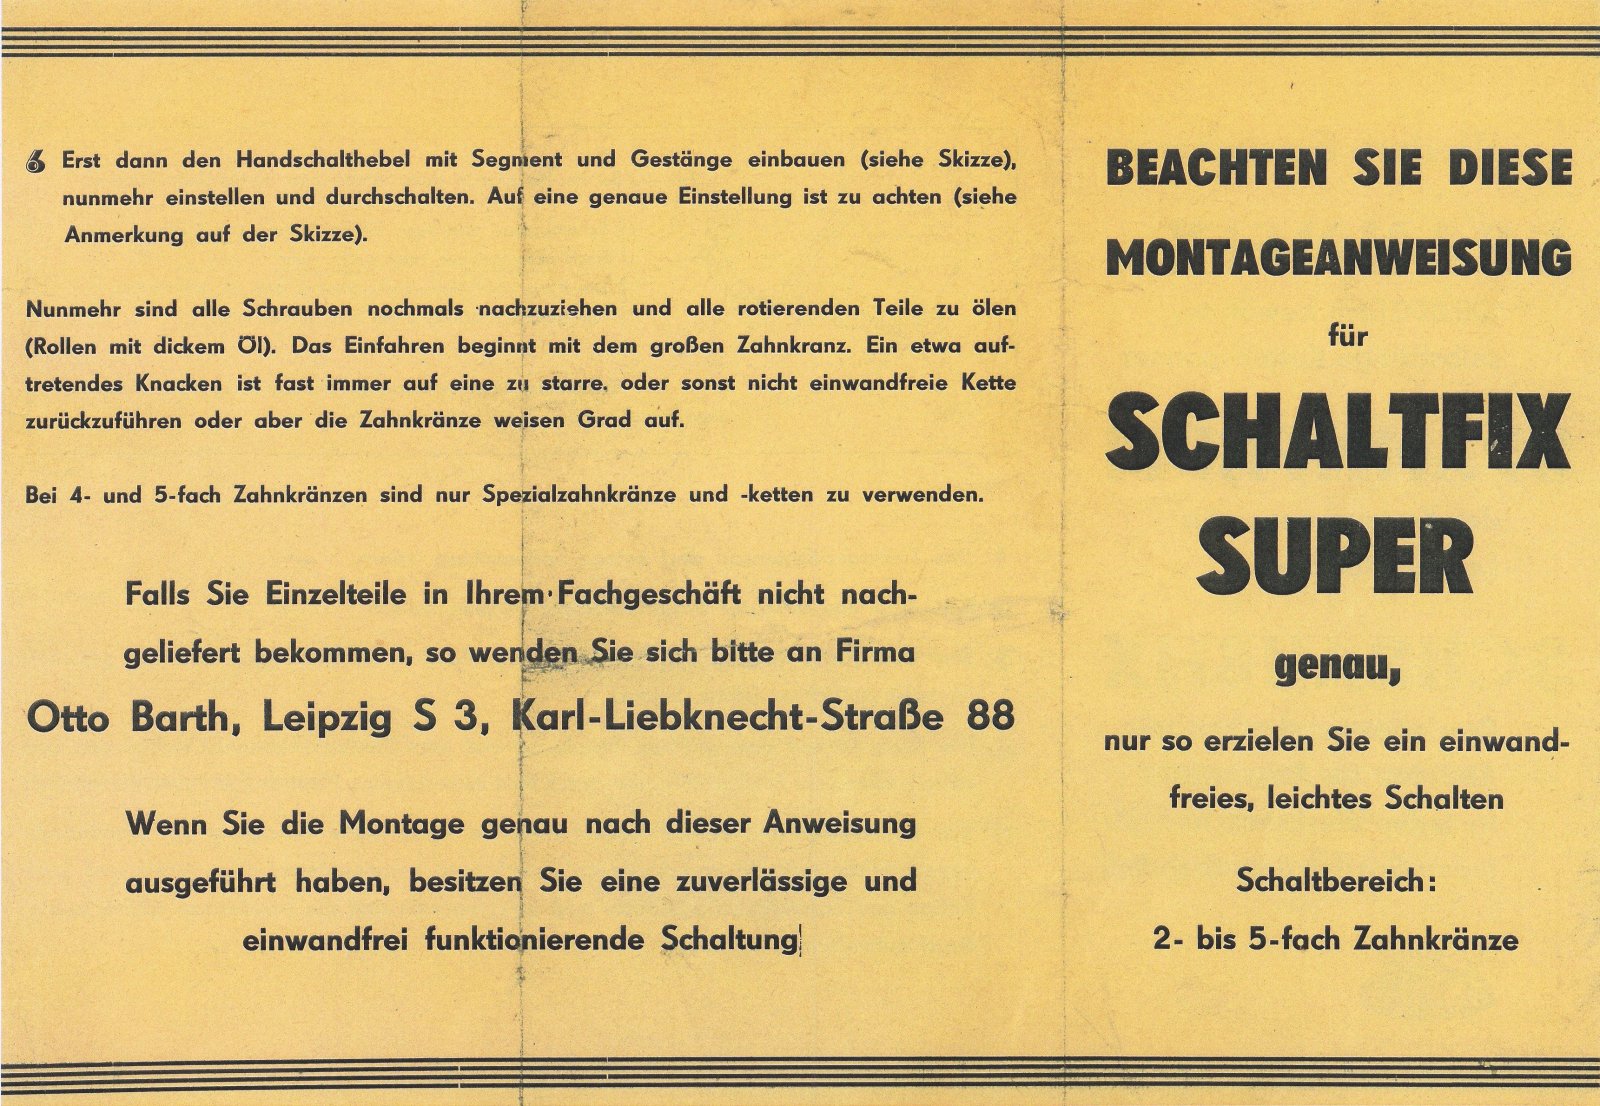 6 Erst dann den Handschalthebel mit Segment und Gestänge einbauen (siehe Skizze),
nunmehr einstellen und durchschalten. Auf eine genaue Einstellung ist zu achten (siehe
Anmerkung auf der Skizze).
Nunmehr sind alle Schrauben nochmals nachzuziehen und alle rotierenden Teile zu ölen
(Rollen mit dickem Öl). Das Einfahren beginnt mit dem großen Zahnkranz. Ein etwa auf-
tretendes Knacken ist fast immer auf eine zu starre, oder sonst nicht einwandfreie Kette
zurückzuführen oder aber die Zahnkränze weisen Grad auf.
Bei 4- und 5-fach Zahnkränzen sind nur Spezialzahnkränze und -ketten zu verwenden.
Falls Sie Einzelteile in Ihrem Fachgeschäft nicht nach-
geliefert bekommen, so wenden Sie sich bitte an Firma
Otto Barth, Leipzig S 3, Karl-Liebknecht-Straße 88
Wenn Sie die Montage genau nach dieser Anweisung
ausgeführt haben, besitzen Sie eine zuverlässige und
einwandfrei funktionierende Schaltung
BEACHTEN SIE DIESE
MONTAGEANWEISUNG
für
SCHALTFIX
SUPER
genau,
nur so erzielen Sie ein einwand-
freies, leichtes Schalten
Schaltbereich:
2- bis 5-fach Zahnkränze